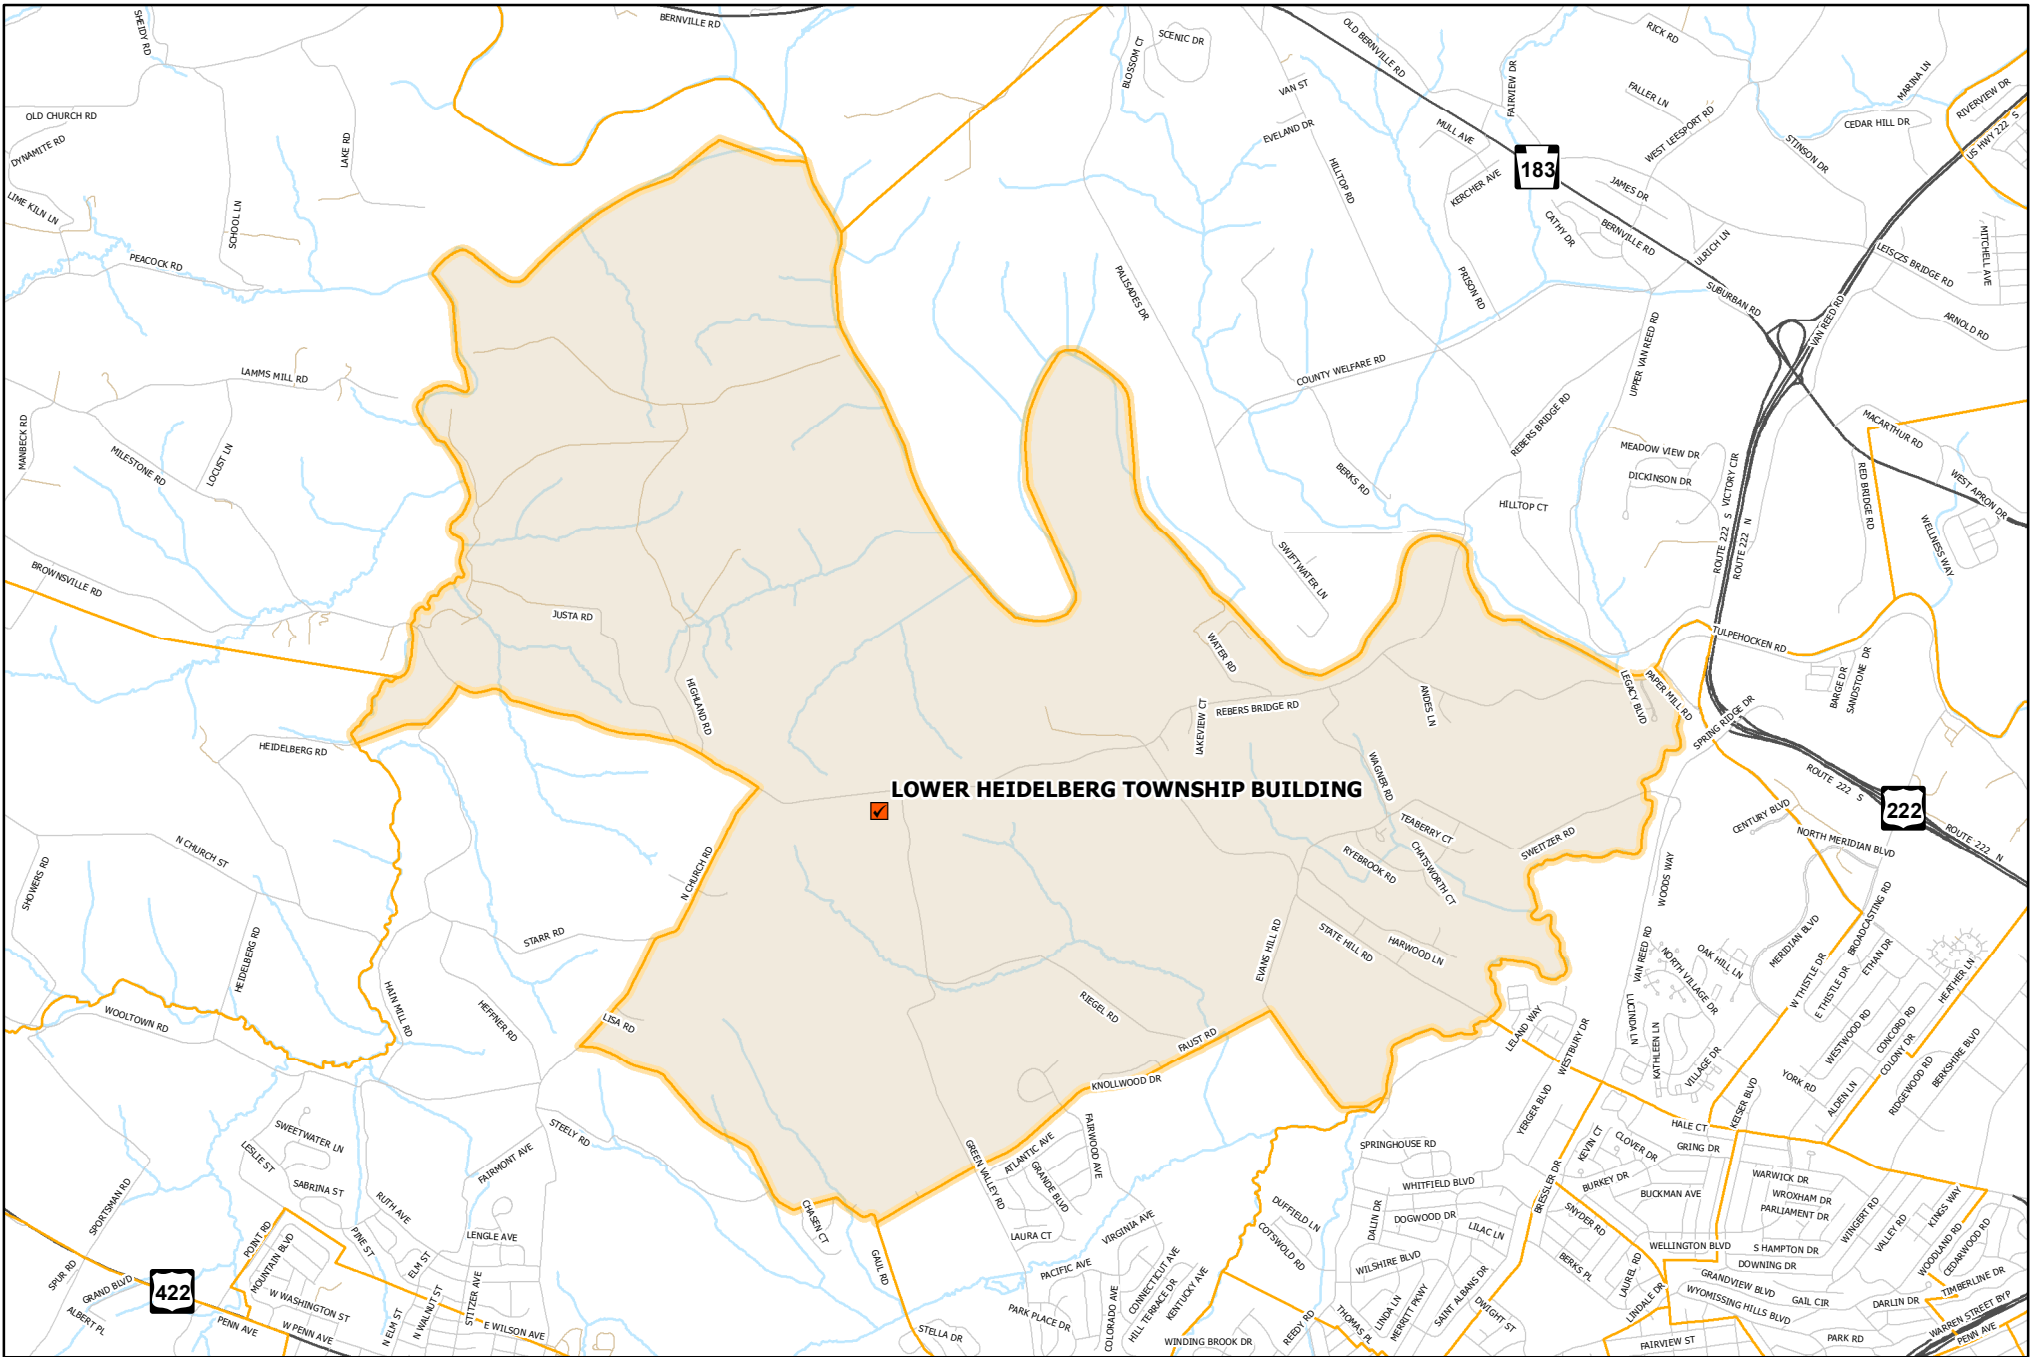 BERNVILLE RD
SHEIDY RD
SCENIC DR
BLOSSOM CT
OLD BERNVILLE RD
RICK RD
FAIRVIEW DR
VAN ST
FALLER LN
MARINA LN
RIVERVIEW DR
OLD CHURCH RD
DYNAMITE RD
LAKE RD
EVELAND DR
MULL AVE
WEST LEESPORT RD
CEDAR HILL DR
US HWY 222 S
STINSON DR
183
HILLTOP RD
KERCHER AVE
JAMES DR
LIME KILN LN
SCHOOL LN
CATHY DR
BERNVILLE RD
ULRICH LN
MITCHELL AVE
LEISCZS BRIDGE RD
PEACOCK RD
PALISADES DR
PRISON RD
SUBURBAN RD
VAN REED RD
ARNOLD RD
UPPER VAN REED RD
COUNTY WELFARE RD
LAMMS MILL RD
MACARTHUR RD
REBERS BRIDGE RD
MANBECK RD
MILESTONE RD
LOCUST LN
MEADOW VIEW DR
DICKINSON DR
BERKS RD
ROUTE 222 S
VICTORY CIR
ROUTE 222 N
RED BRIDGE RD
WEST APRON DR
HILLTOP CT
WELLNESS WAY
SWIFTWATER LN
BROWNSVILLE RD
JUSTA RD
TULPEHOCKEN RD
WATER RD
HIGHLAND RD
LEGACY BLVD
PAPER MILL RD
BARGE DR
SANDSTONE DR
ANDES LN
REBERS BRIDGE RD
LAKEVIEW CT
SPRING RIDGE DR
HEIDELBERG RD
WAGNER RD
ROUTE 222 S
LOWER HEIDELBERG TOWNSHIP BUILDING
222
CENTURY BLVD
TEABERRY CT
SWEITZER RD
NORTH MERIDIAN BLVD
ROUTE 222 N
N CHURCH ST
RYEBROOK RD
CHATSWORTH CT
SHOWERS RD
N CHURCH RD
WOODS WAY
BROADCASTING RD
STARR RD
HEIDELBERG RD
EVANS HILL RD
STATE HILL RD
HARWOOD LN
MERIDIAN BLVD
VAN REED RD
OAK HILL LN
NORTH VILLAGE DR
ETHAN DR
W THISTLE DR
E THISTLE DR
HEATHER LN
HAIN MILL RD
HEFFNER RD
WOOLTOWN RD
LISA RD
RIEGEL RD
FAUST RD
LELAND WAY
WESTBURY DR
LUCINDA LN
KATHLEEN LN
VILLAGE DR
WESTWOOD RD
CONCORD RD
COLONY DR
BERKSHIRE BLVD
RIDGEWOOD RD
YORK RD
ALDEN LN
KEISER BLVD
KNOLLWOOD DR
YERGER BLVD
STEELY RD
SWEETWATER LN
LESLIE ST
FAIRMONT AVE
FAIRWOOD AVE
ATLANTIC AVE
GRANDE BLVD
GREEN VALLEY RD
SPRINGHOUSE RD
KEVIN CT
CLOVER DR
HALE CT
GRING DR
SABRINA ST
RUTH AVE
WHITFIELD BLVD
BRESSLER DR
BURKEY DR
BUCKMAN AVE
WARWICK DR
WROXHAM DR
PARLIAMENT DR
SPORTSMAN RD
POINT RD
MOUNTAIN BLVD
PINE ST
LENGLE AVE
CHASEN CT
LAURA CT
VIRGINIA AVE
DUFFIELD LN
COTSWOLD RD
DALIN DR
DOGWOOD DR
LILAC LN
SNYDER RD
WINGERT RD
VALLEY RD
KINGS WAY
WOODLAND RD
CEDARWOOD RD
WELLINGTON BLVD
S HAMPTON DR
DOWNING DR
SPUR RD
GRAND BLVD
ALBERT PL
422
ELM ST
GAUL RD
PACIFIC AVE
WILSHIRE BLVD
BERKS PL
LAUREL RD
GRANDVIEW BLVD
GAIL CIR
TIMBERLINE DR
WYOMISSING HILLS BLVD
DARLIN DR
W WASHINGTON ST
PENN AVE
W PENN AVE
N ELM ST
N WALNUT ST
STITZER AVE
E WILSON AVE
STELLA DR
PARK PLACE DR
COLORADO AVE
CONNECTICUT AVE
HILL TERRACE DR
KENTUCKY AVE
WINDING BROOK DR
REEDY RD
THOMAS PL
LINDA LN
MERRITT PKWY
SAINT ALBANS DR
DWIGHT ST
LINDALE DR
FAIRVIEW ST
PARK RD
WARREN STREET BYP
PENN AVE